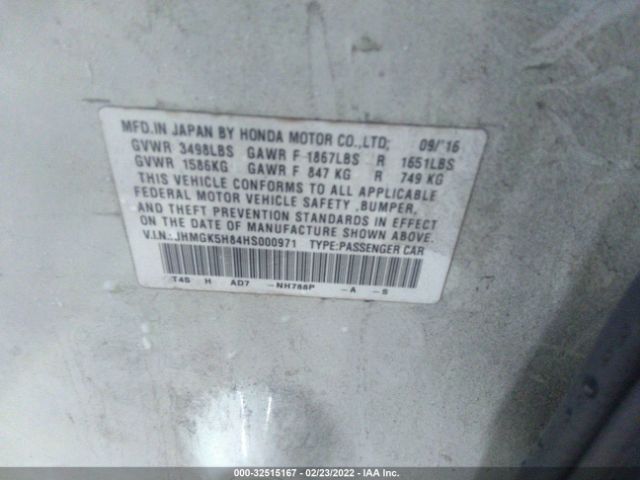 MFD.IN JAPAN BY HONDA MOTOR CO.,LTD; 09/'16
GVWR 3498LBS GAWR F 1867LBS R 1651LBS
GVWR 1586KG GAWR F 847 KG R 749 KG
THIS VEHICLE CONFORMS TO ALL APPLICABLE
FEDERAL MOTOR VEHICLE SAFETY ,BUMPER,
AND THEFT PREVENTION STANDARDS IN EFFECT
ON THE DATE OF MANUFACTURE SHOWN ABOVE.
V.I.N.: JHMGK5H84HS000971 TYPE:PASSENGER CAR
T4S H AD7 -NH788P -A -S
000-32515167 - 02/23/2022 - IAA Inc.